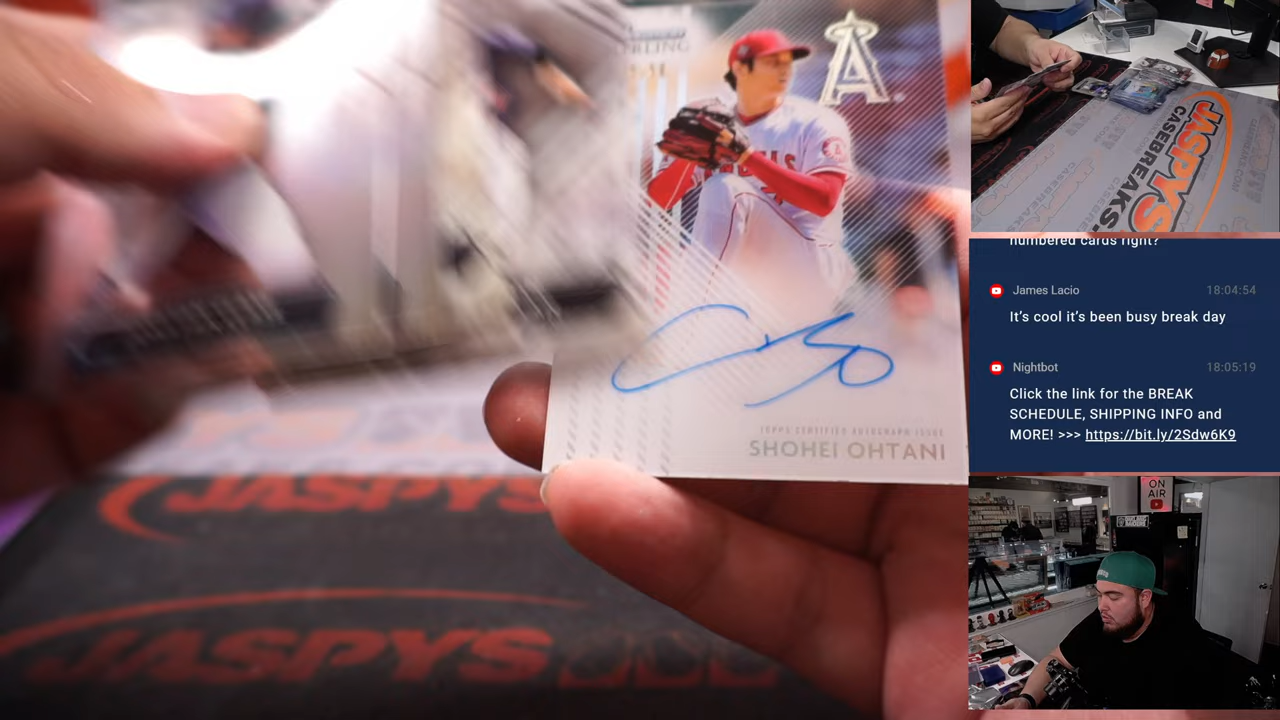 RLING
A
ANGELS
TOPPS CERTIFIED AUTOGRAPH ISSUE
SHOHEI OHTANI
JASPYS
JASPYS
JASPYS
CASEBREAKS.
numbered cards right?
James Lacio 18:04:54
It's cool it's been busy break day
Nightbot 18:05:19
Click the link for the BREAK
SCHEDULE, SHIPPING INFO and
MORE! >>> https://bit.ly/2Sdw6K9
ON
AIR